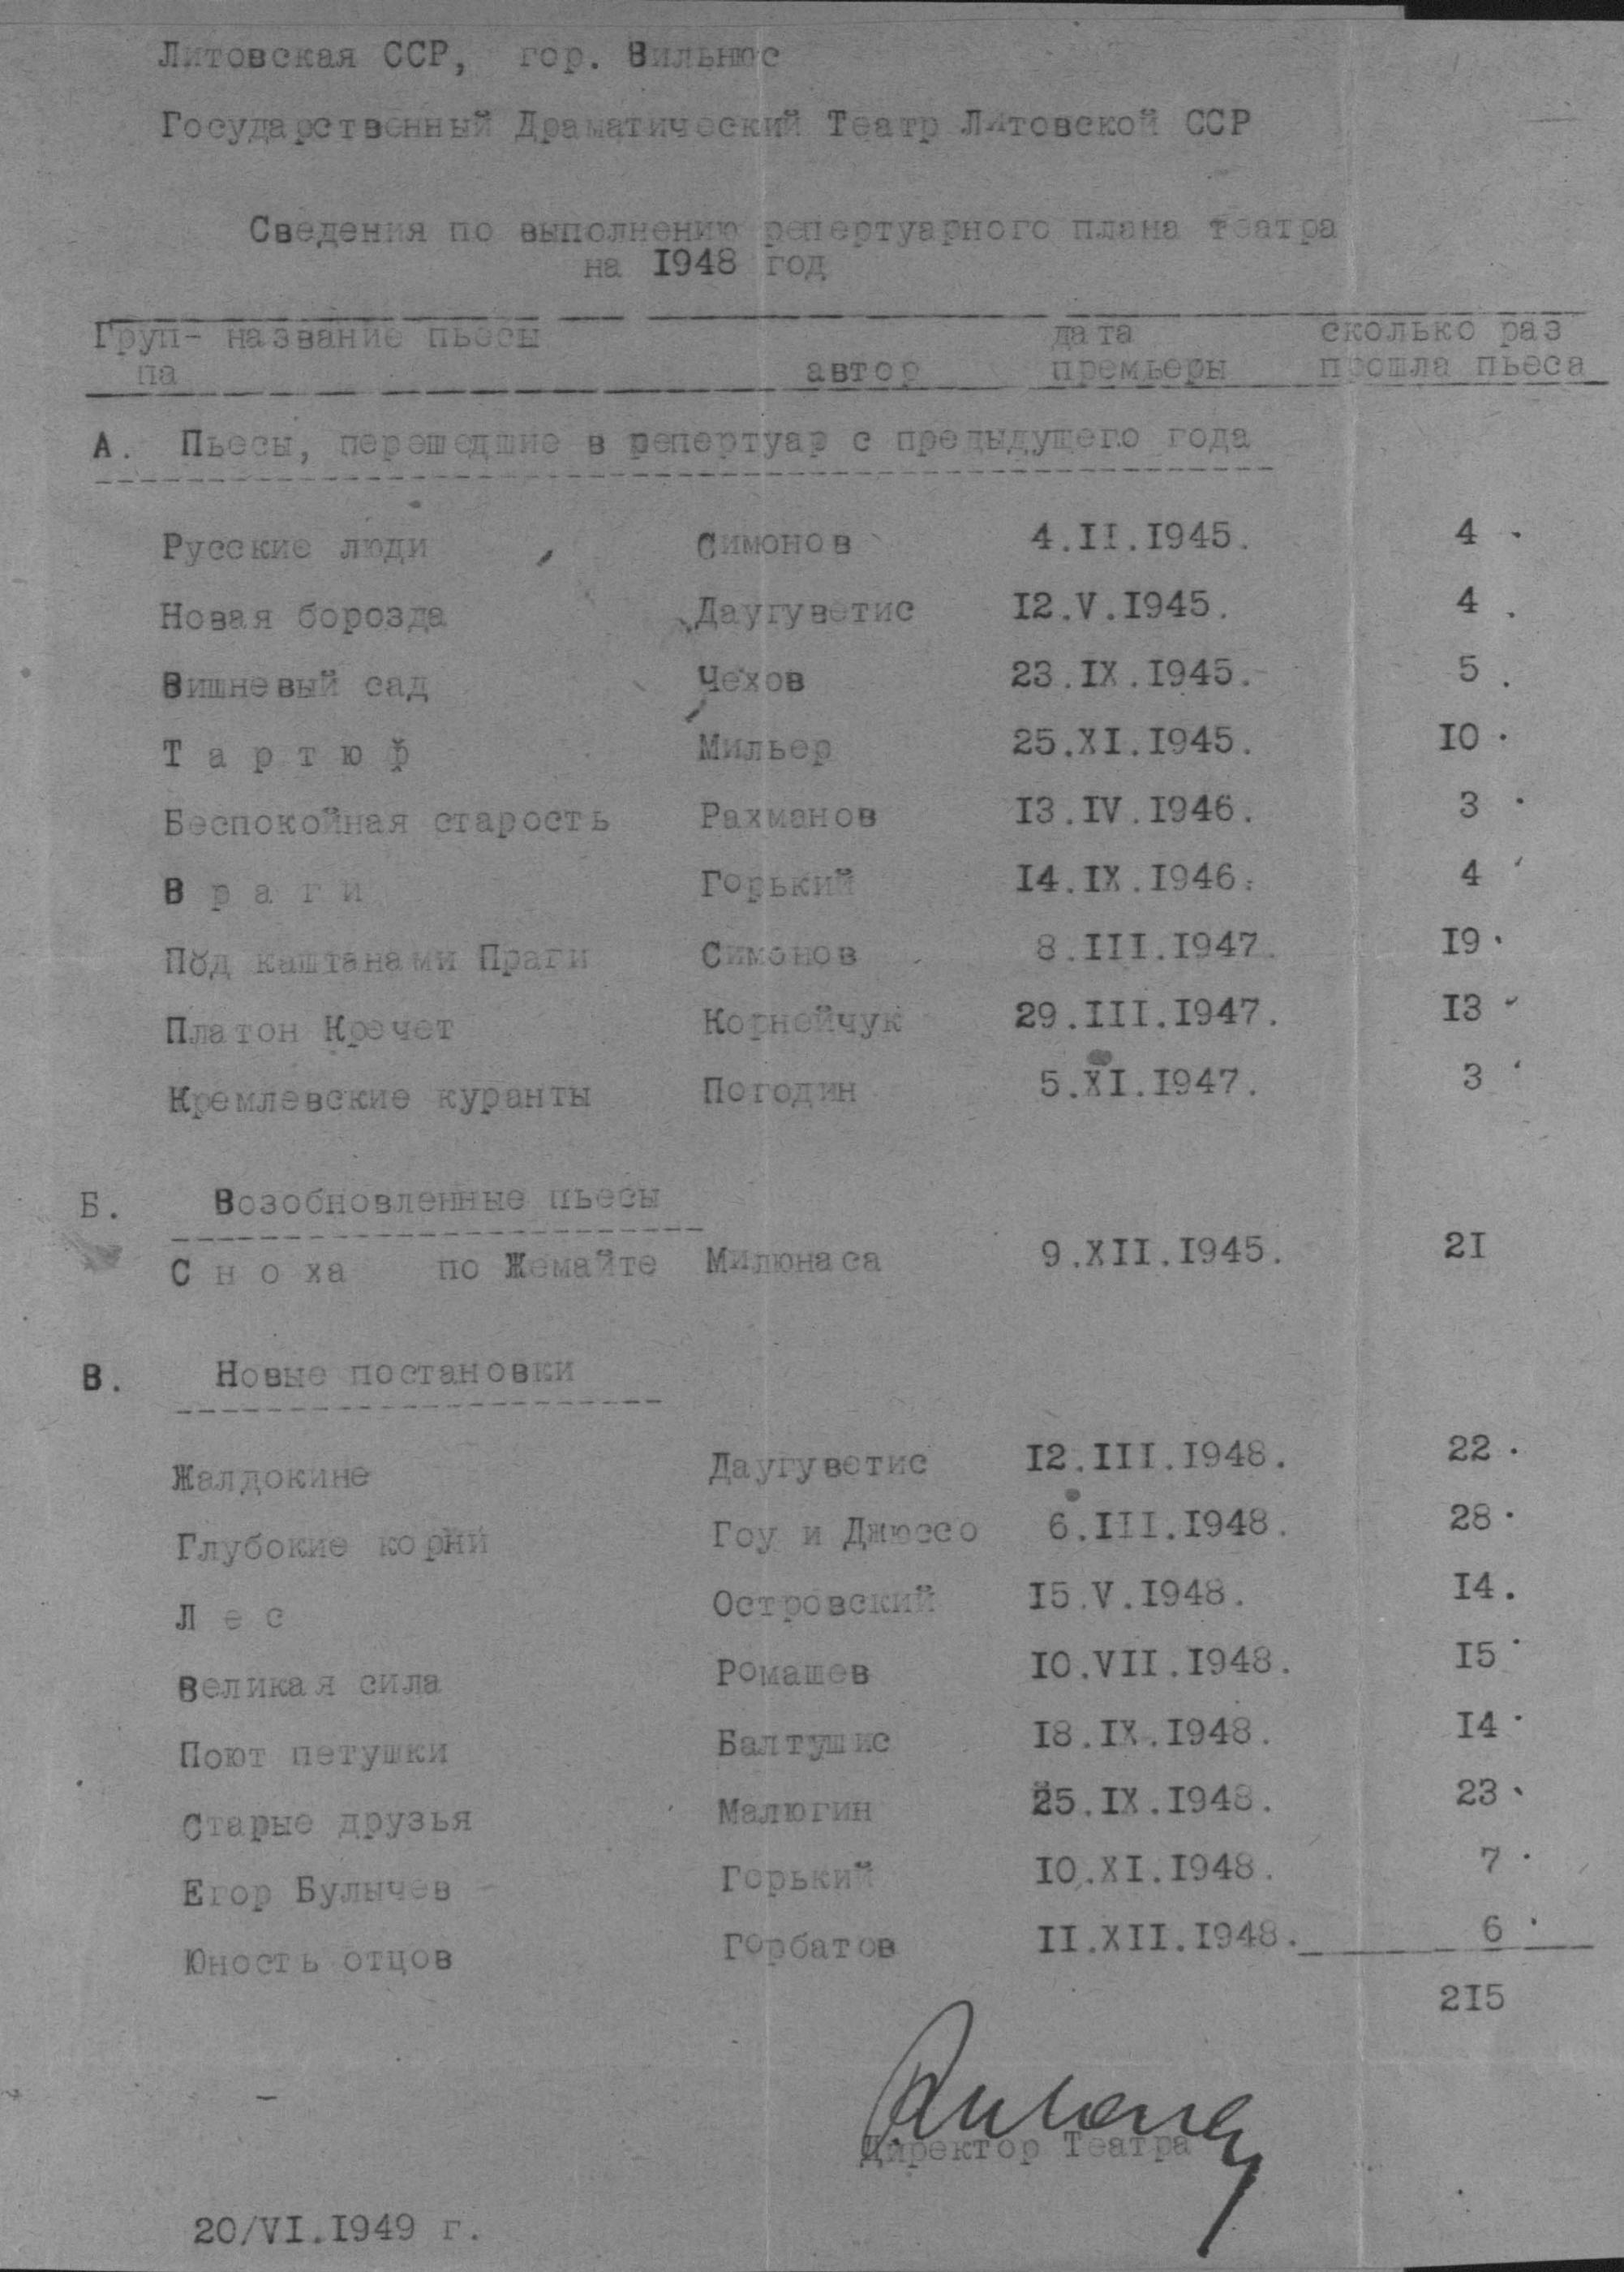 Литовская ССР, гор. Вильнюс
Государственный Драматический Театр Литовской ССР
Сведения по выполнению репертуарного плана театра
на 1948 год
Груп- название пьесы дата сколько раз
па автор премьеры прошла пьеса
А. Пьесы, перешедшие в репертуар с предыдущего года
Русские люди Симонов 4.II.1945. 4
Новая борозда Даугуветис 12.V.1945. 4
Вишневый сад Чехов 23.IX.1945. 5
Т а р т ю ф Мильер 25.XI.1945. 10
Беспокойная старость Рахманов 13.IV.1946. 3
В р а г и Горький 14.IX.1946. 4
Под каштанами Праги Симонов 8.III.1947. 19
Платон Кречет Корнейчук 29.III.1947. 13
Кремлевские куранты Погодин 5.XI.1947. 3
Б. Возобновленные пьесы
С н о ха по Жемайте Милюнаса 9.XII.1945. 21
В. Новые постановки
Жалдокине Даугуветис 12.III.1948. 22
Глубокие корни Гоу и Дюссо 6.III.1948. 28
Л е с Островский 15.V.1948. 14.
Великая сила Ромашев 10.VII.1948. 15
Поют петушки Балтушис 18.IX.1948. 14
Старые друзья Малюгин 25.IX.1948. 23
Егор Булычев Горький 10.XI.1948. 7
Юность отцов Горбатов 11.XII.1948. 6
215
Директор Театра
20/VI.1949 г.